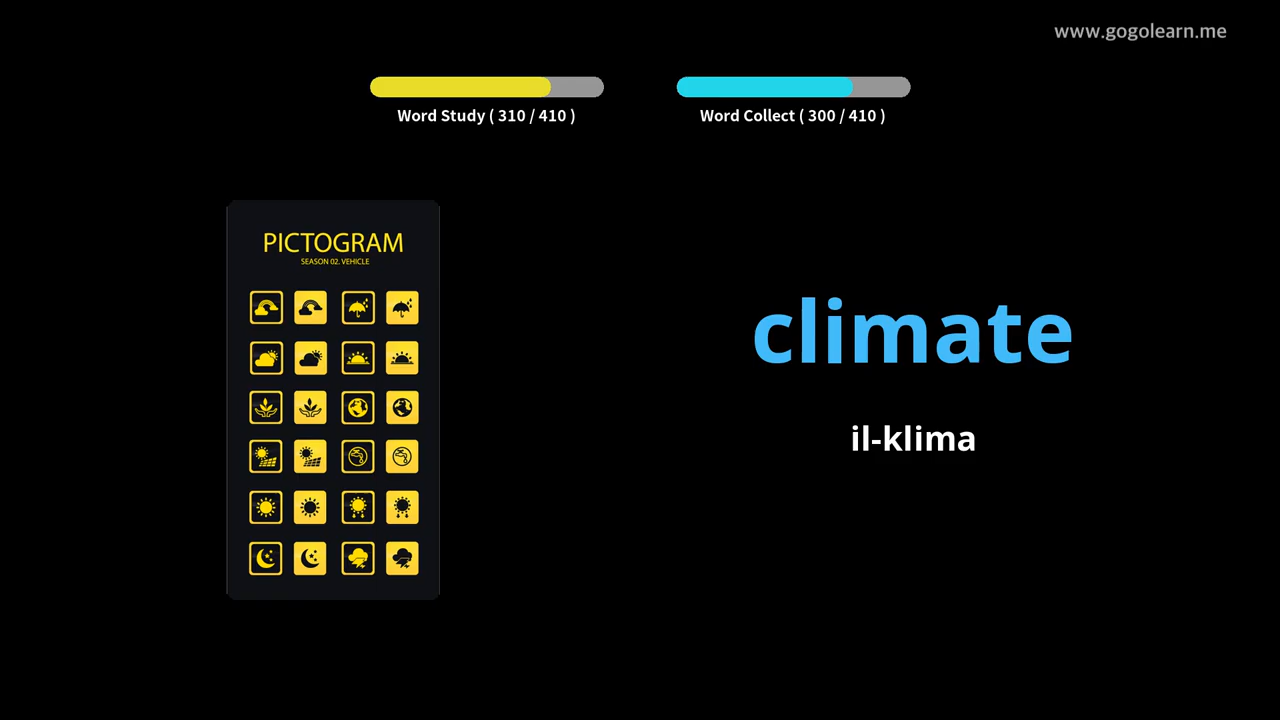 www.gogolearn.me
Word Study ( 310 / 410 )
Word Collect ( 300 / 410 )
PICTOGRAM
SEASON 02. VEHICLE
climate
il-klima